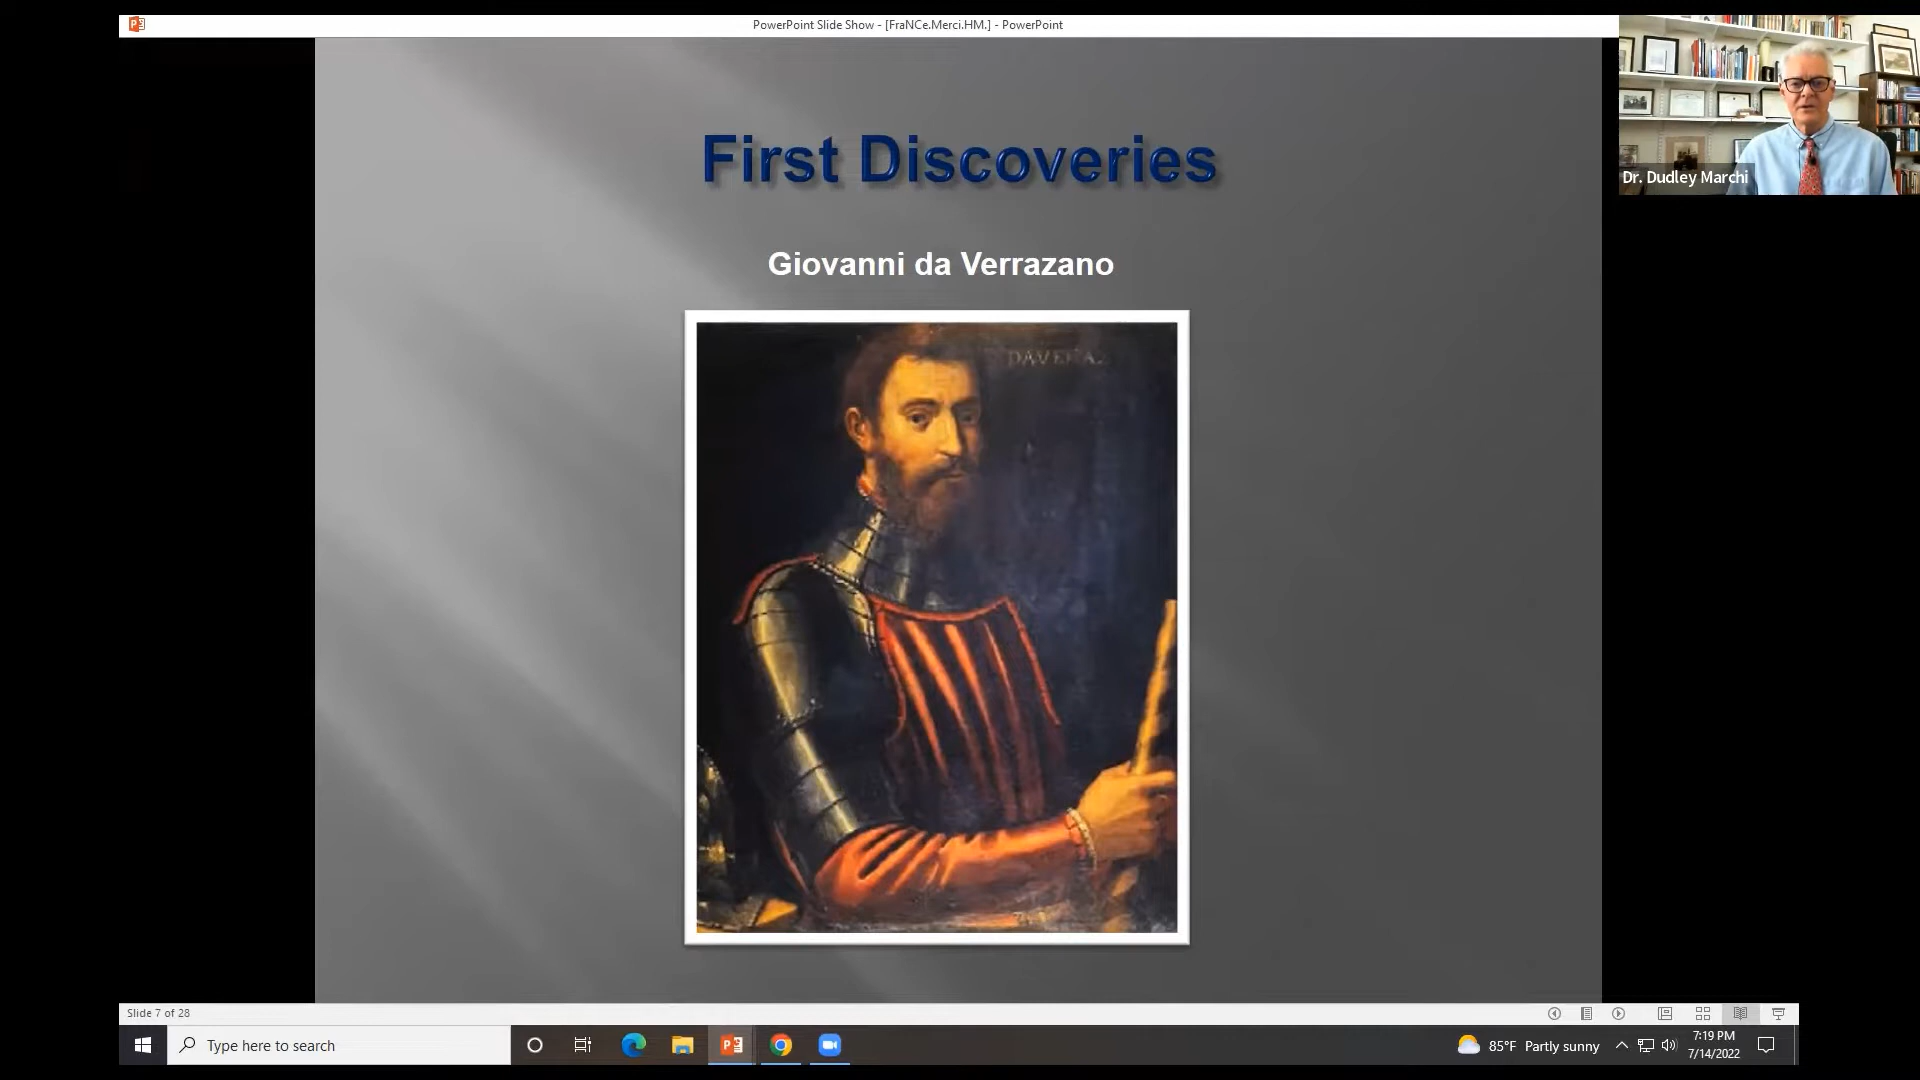 PowerPoint Slide Show - [FraNCe.Merci.HM.] - PowerPoint
First Discoveries
Dr. Dudley Marchi
Giovanni da Verrazano
Slide 7 of 28
Type here to search
85°F Partly sunny
7:19 PM
7/14/2022